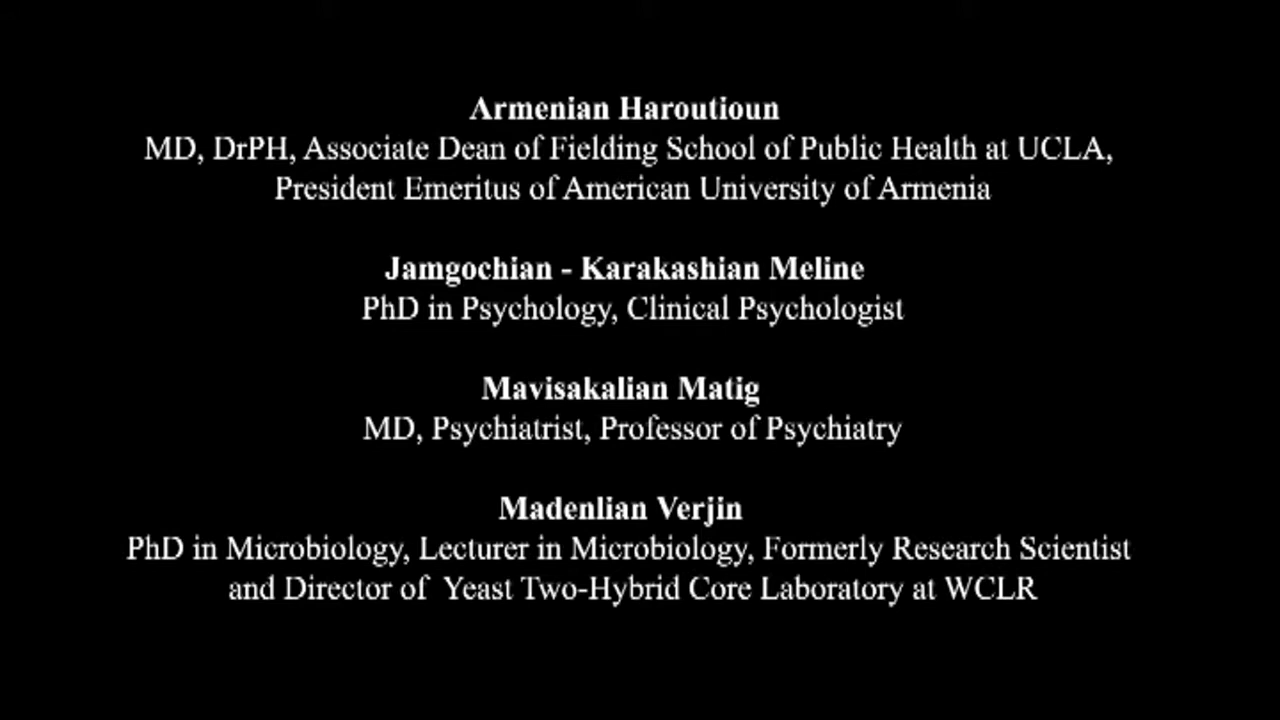 Armenian Haroutioun
MD, DrPH, Associate Dean of Fielding School of Public Health at UCLA,
President Emeritus of American University of Armenia
Jamgochian - Karakashian Meline
PhD in Psychology, Clinical Psychologist
Mavisakalian Matig
MD, Psychiatrist, Professor of Psychiatry
Madenlian Verjin
PhD in Microbiology, Lecturer in Microbiology, Formerly Research Scientist
and Director of Yeast Two-Hybrid Core Laboratory at WCLR